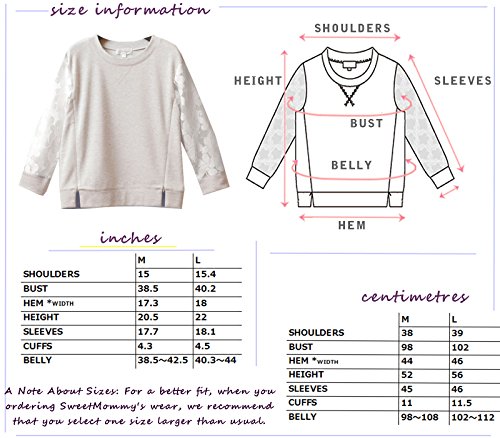 size information
SHOULDERS
HEIGHT
SLEEVES
BUST
BELLY
HEM
inches
M L
SHOULDERS 15 15.4
BUST 38.5 40.2
HEM *WIDTH 17.3 18
HEIGHT 20.5 22
SLEEVES 17.7 18.1
CUFFS 4.3 4.5
BELLY 38.5~42.5 40.3~44
centimetres
M L
SHOULDERS 38 39
BUST 98 102
HEM *WIDTH 44 46
HEIGHT 52 56
SLEEVES 45 46
CUFFS 11 11.5
BELLY 98~108 102~112
A Note About Sizes: For a better fit, when you
ordering SweetMommy's wear, we recommend
that you select one size larger than usual.